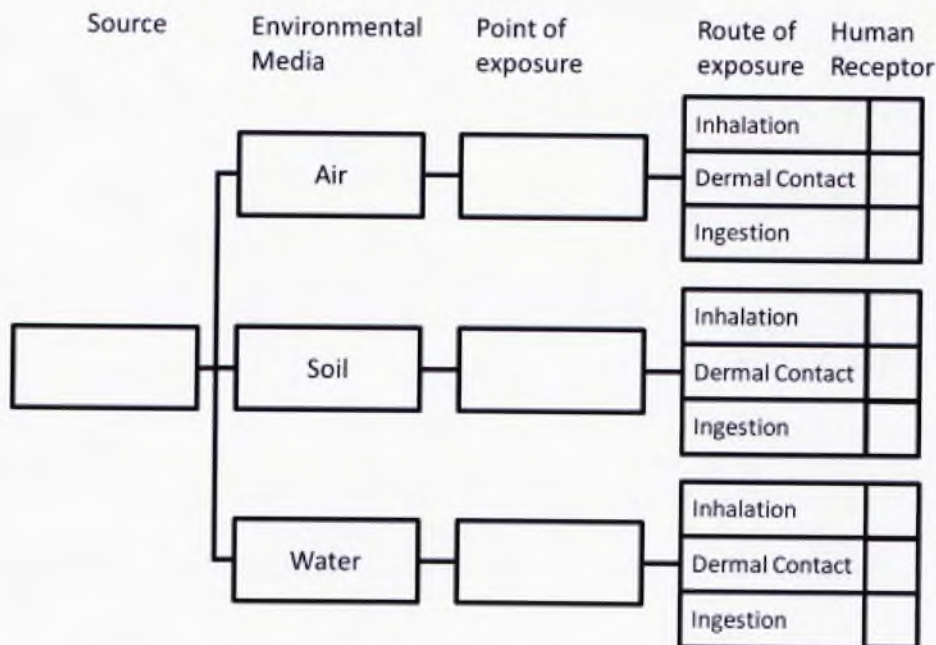 Source
Environmental
Media
Point of
exposure
Route of
exposure
Human
Receptor
Air
Inhalation
Dermal Contact
Ingestion
Soil
Inhalation
Dermal Contact
Ingestion
Water
Inhalation
Dermal Contact
Ingestion